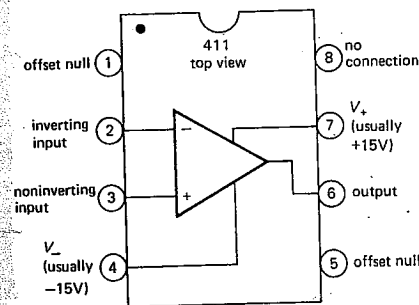 411
top view
offset null 1
inverting
input
2
−
noninverting
input
3
+
V−
(usually
−15V)
4
8 no
connection
7 V+
(usually
+15V)
6 output
5 offset null